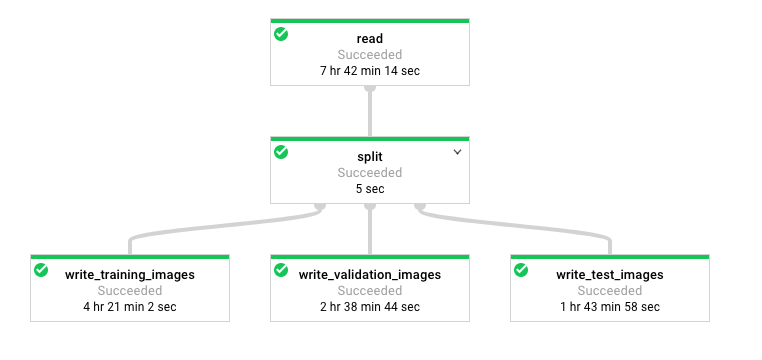 read
Succeeded
7 hr 42 min 14 sec
split
Succeeded
5 sec
write_training_images
Succeeded
4 hr 21 min 2 sec
write_validation_images
Succeeded
2 hr 38 min 44 sec
write_test_images
Succeeded
1 hr 43 min 58 sec